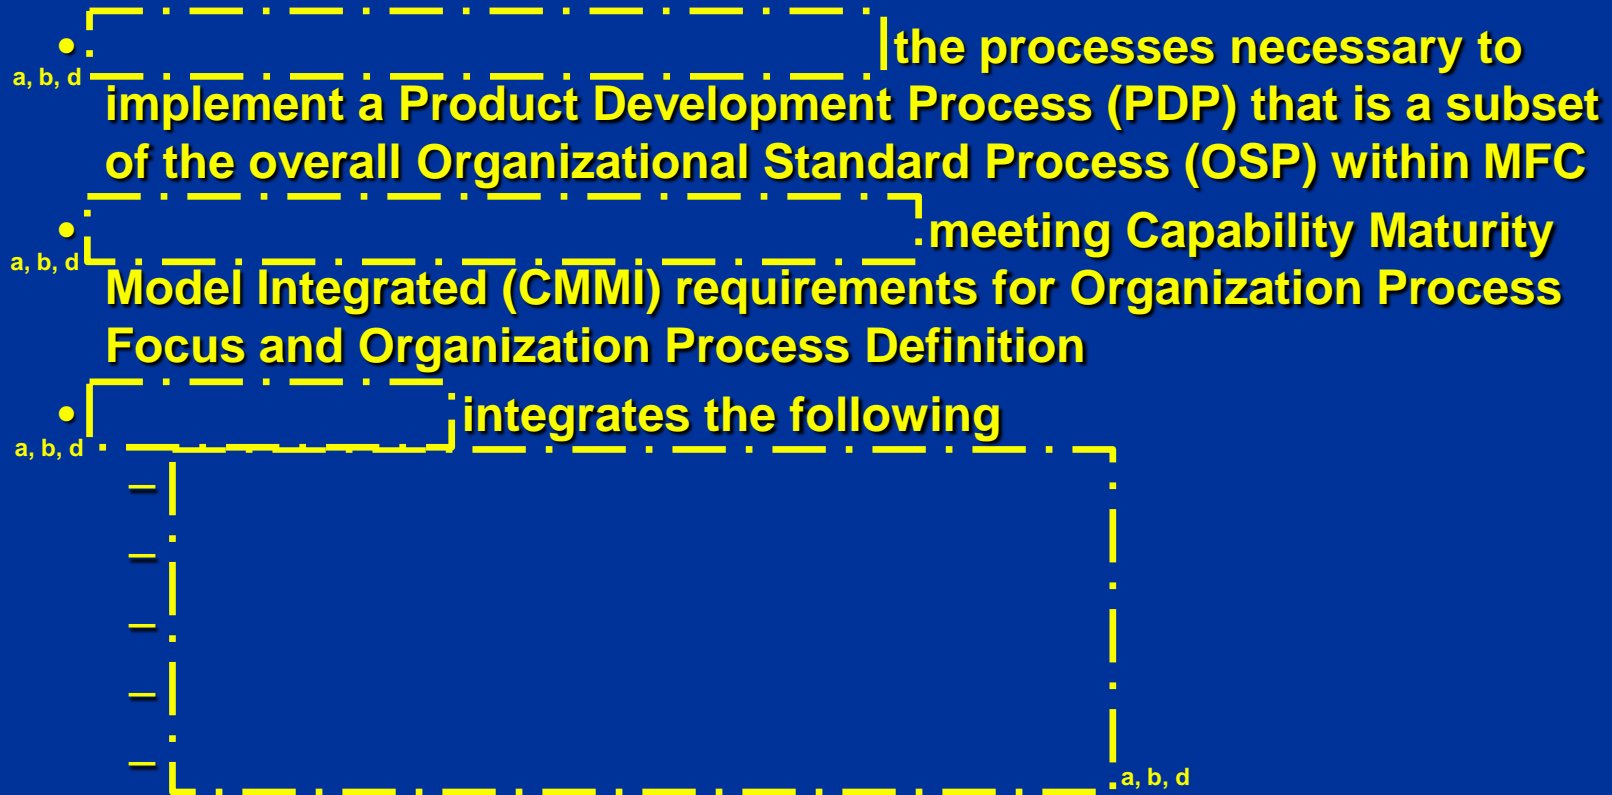 • the processes necessary to
a, b, d
implement a Product Development Process (PDP) that is a subset
of the overall Organizational Standard Process (OSP) within MFC
• meeting Capability Maturity
a, b, d
Model Integrated (CMMI) requirements for Organization Process
Focus and Organization Process Definition
• integrates the following
a, b, d
–
–
–
–
–
a, b, d